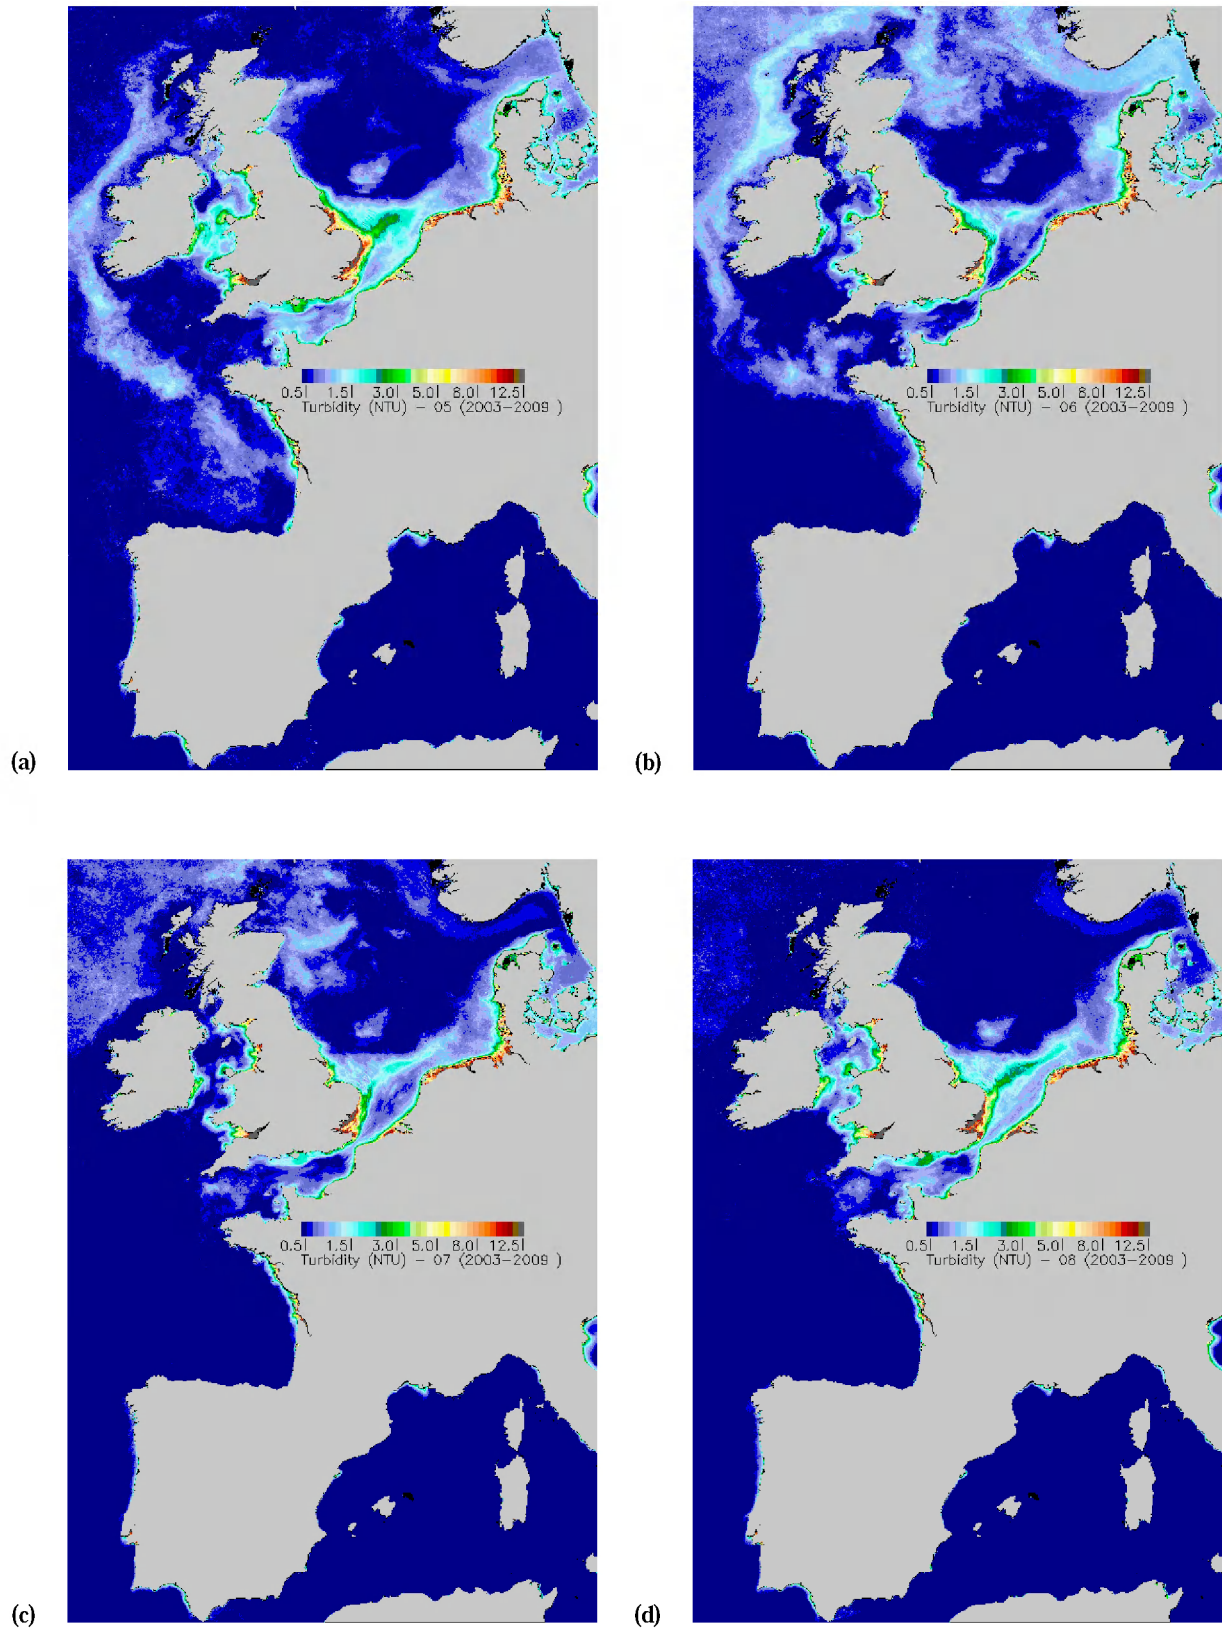 0.5| 1.5| 3.0| 5.0| 8.0| 12.5|
Turbidity (NTU) - 05 (2003-2009 )
(a)
0.5| 1.5| 3.0| 5.0| 8.0| 12.5|
Turbidity (NTU) - 06 (2003-2009 )
(b)
0.5| 1.5| 3.0| 5.0| 8.0| 12.5|
Turbidity (NTU) - 07 (2003-2009 )
(c)
0.5| 1.5| 3.0| 5.0| 8.0| 12.5|
Turbidity (NTU) - 08 (2003-2009 )
(d)